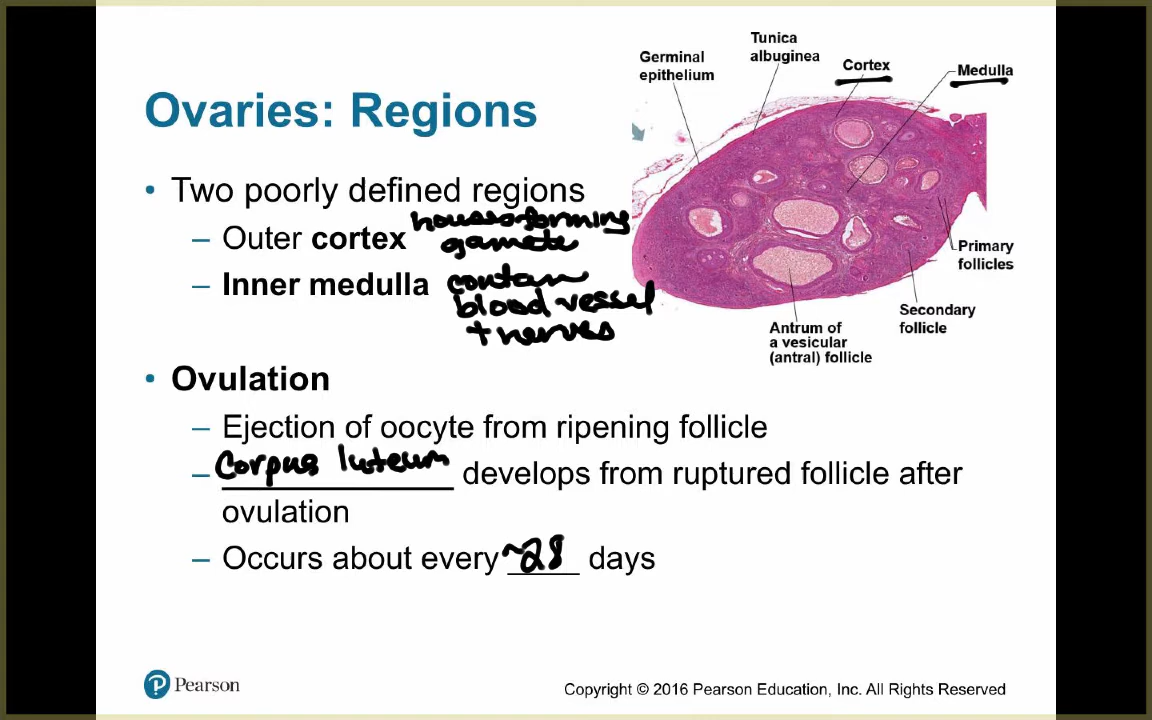 Ovaries: Regions
• Two poorly defined regions
– Outer cortex houses forming
gamete
– Inner medulla contain
blood vessel
+ nerves
• Ovulation
– Ejection of oocyte from ripening follicle
– Corpus luteum develops from ruptured follicle after
ovulation
– Occurs about every ~28 days
Germinal
epithelium
Tunica
albuginea
Cortex
Medulla
Primary
follicles
Secondary
follicle
Antrum of
a vesicular
(antral) follicle
P Pearson
Copyright © 2016 Pearson Education, Inc. All Rights Reserved